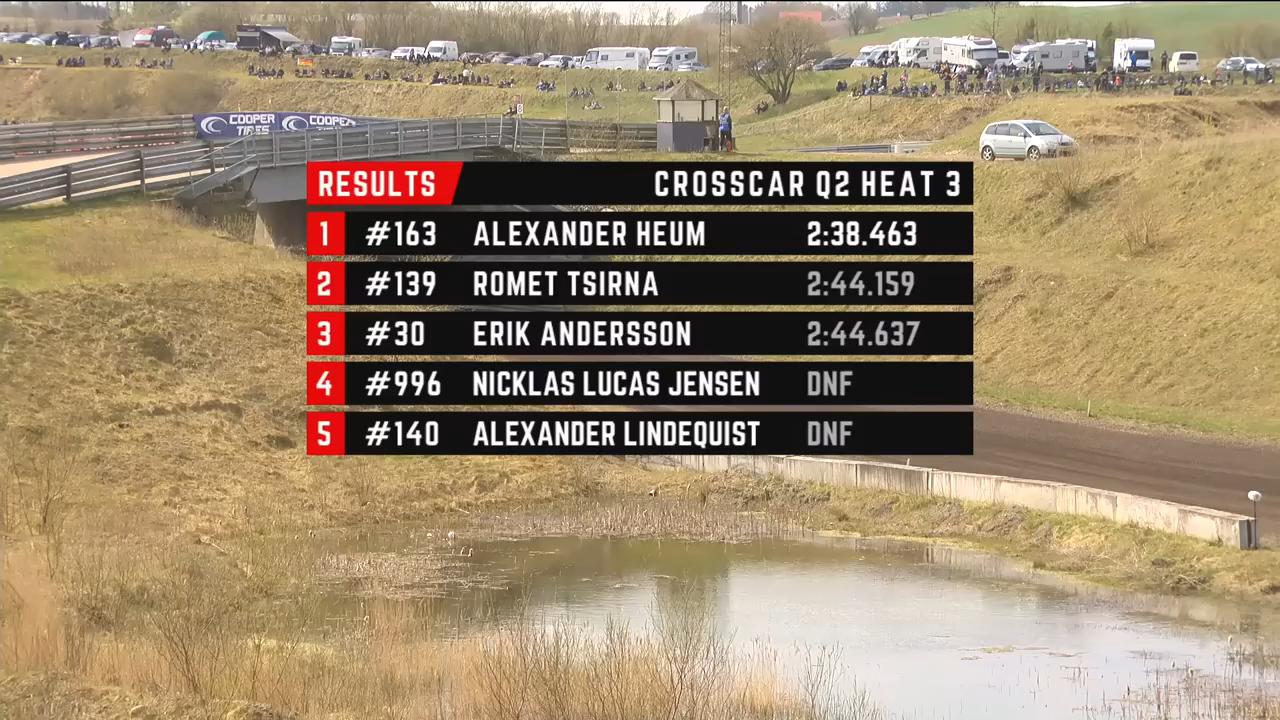 COOPER TIRES COOPER TIRES
RESULTS CROSSCAR Q2 HEAT 3
1 #163 ALEXANDER HEUM 2:38.463
2 #139 ROMET TSIRNA 2:44.159
3 #30 ERIK ANDERSSON 2:44.637
4 #996 NICKLAS LUCAS JENSEN DNF
5 #140 ALEXANDER LINDEQUIST DNF